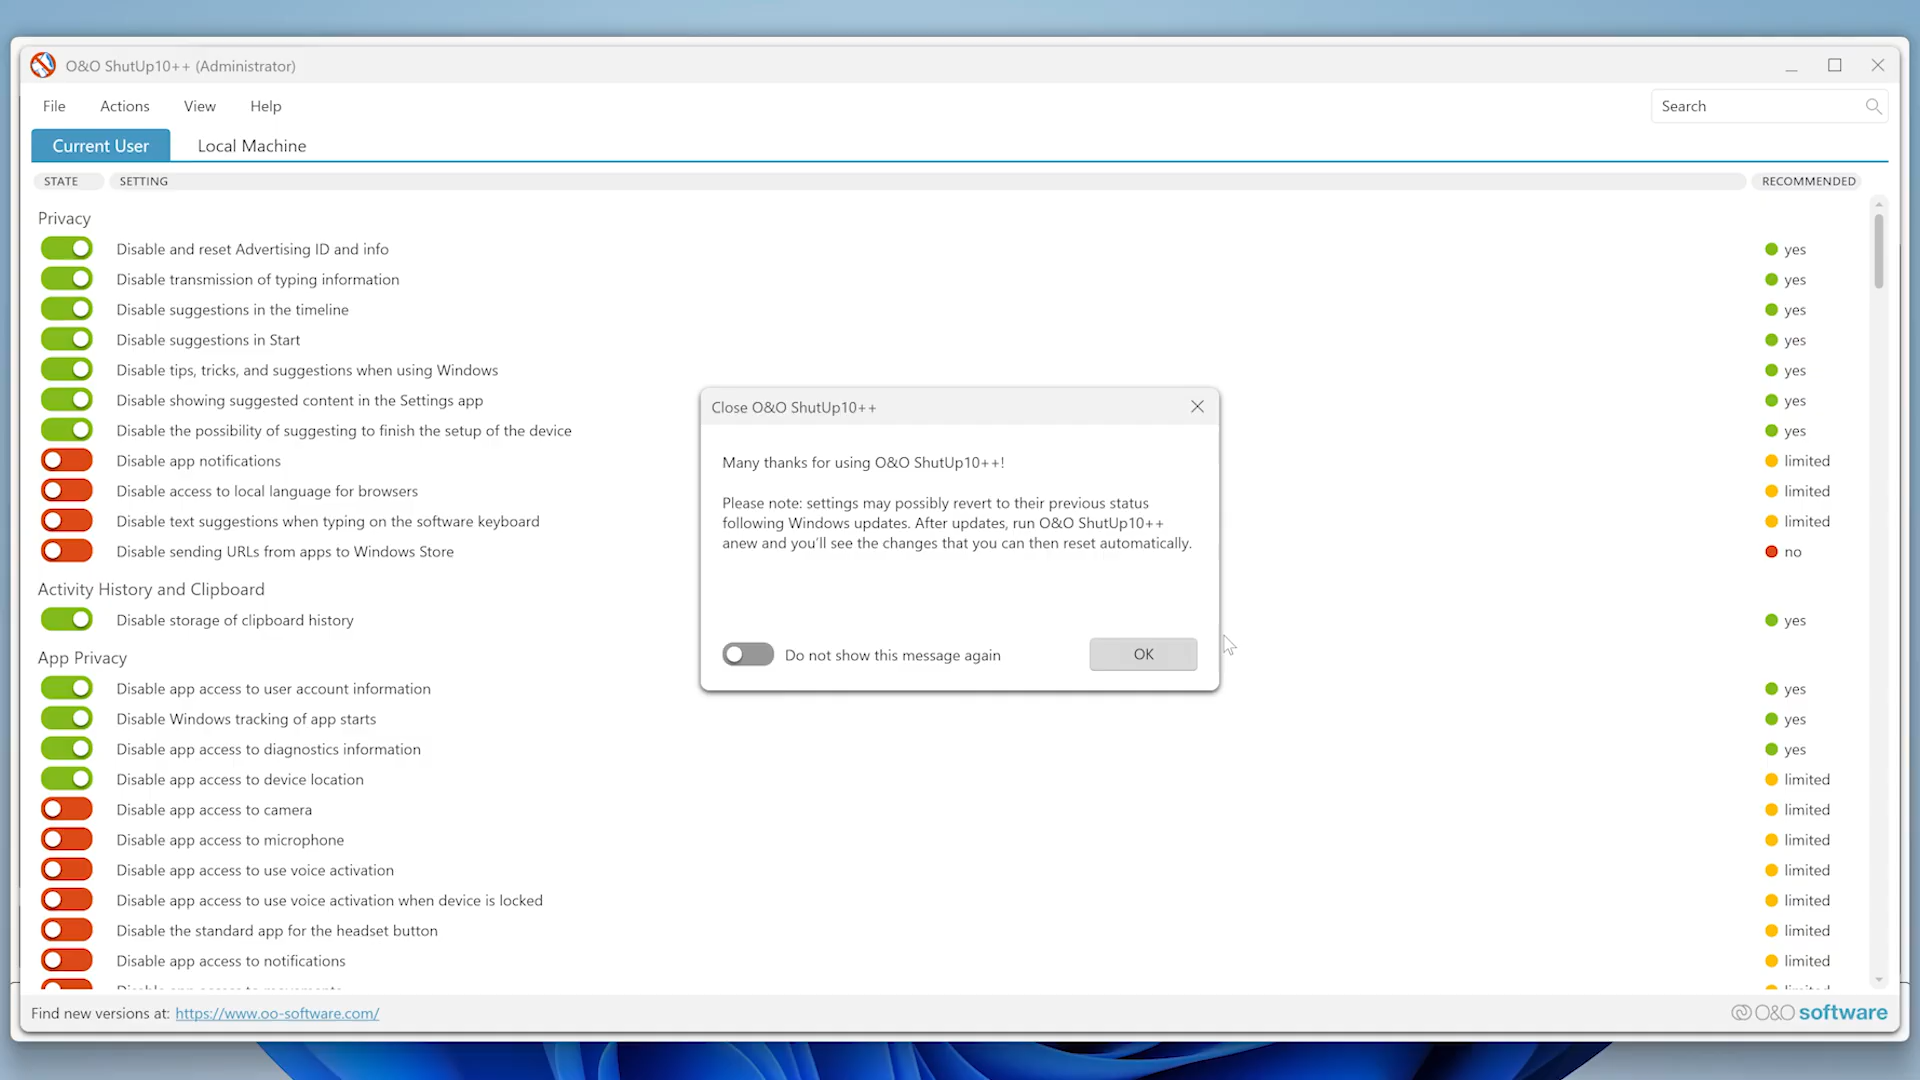 O&O ShutUp10++ (Administrator)
File Actions View Help
Search
Current User Local Machine
STATE SETTING RECOMMENDED
Privacy
Disable and reset Advertising ID and info yes
Disable transmission of typing information yes
Disable suggestions in the timeline yes
Disable suggestions in Start yes
Disable tips, tricks, and suggestions when using Windows yes
Disable showing suggested content in the Settings app yes
Disable the possibility of suggesting to finish the setup of the device yes
Disable app notifications limited
Disable access to local language for browsers limited
Disable text suggestions when typing on the software keyboard limited
Disable sending URLs from apps to Windows Store no
Activity History and Clipboard
Disable storage of clipboard history yes
App Privacy
Disable app access to user account information yes
Disable Windows tracking of app starts yes
Disable app access to diagnostics information yes
Disable app access to device location limited
Disable app access to camera limited
Disable app access to microphone limited
Disable app access to use voice activation limited
Disable app access to use voice activation when device is locked limited
Disable the standard app for the headset button limited
Disable app access to notifications limited
Close O&O ShutUp10++
Many thanks for using O&O ShutUp10++!
Please note: settings may possibly revert to their previous status
following Windows updates. After updates, run O&O ShutUp10++
anew and you'll see the changes that you can then reset automatically.
Do not show this message again
OK
Find new versions at: https://www.oo-software.com/
O&O software